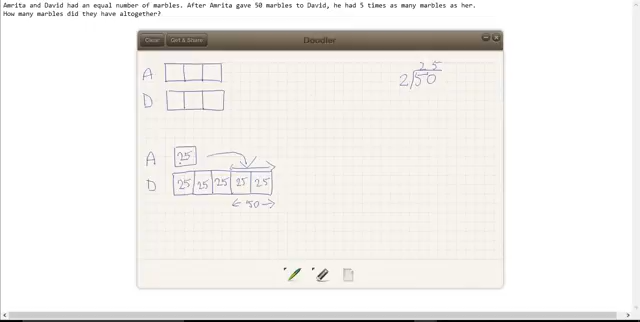 Amrita and David had an equal number of marbles. After Amrita gave 50 marbles to David, he had 5 times as many marbles as her.
How many marbles did they have altogether?
Doodler
Clear
Get & Share
A
D
25
2 50
A 25
D 25 25 25 25 25
50